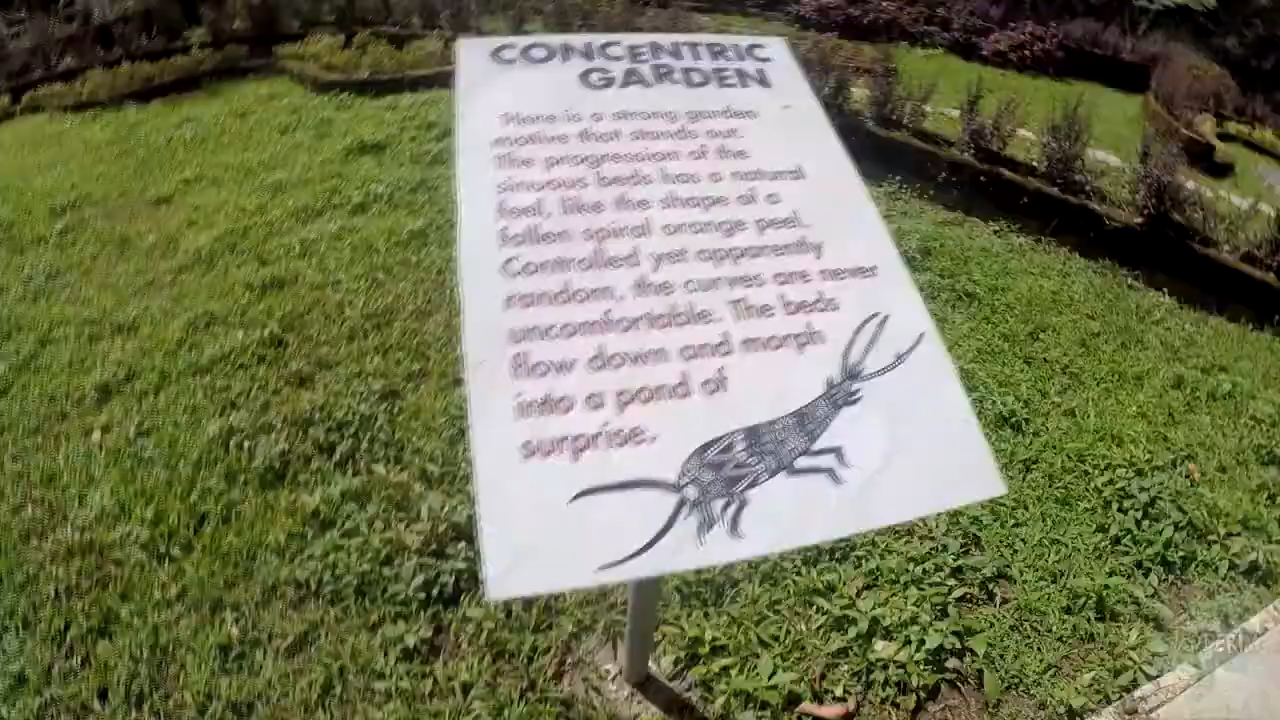 CONCENTRIC
GARDEN
Here is a strong garden
motive that stands out.
The progression of the
sinuous beds has a natural
feel, like the shape of a
fallen spiral orange peel.
Controlled yet apparently
random, the curves are never
uncomfortable. The beds
flow down and morph
into a pond of
surprise.